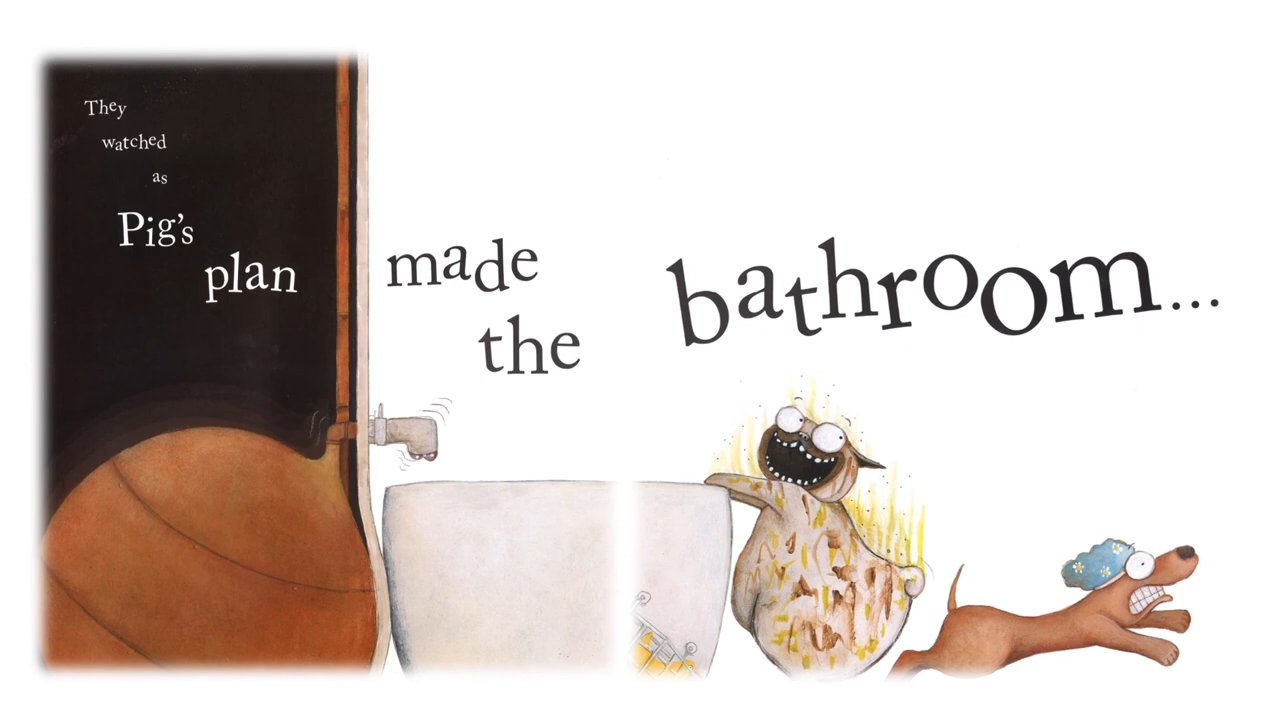 They
watched
as
Pig's
plan
made
the
bathroom...